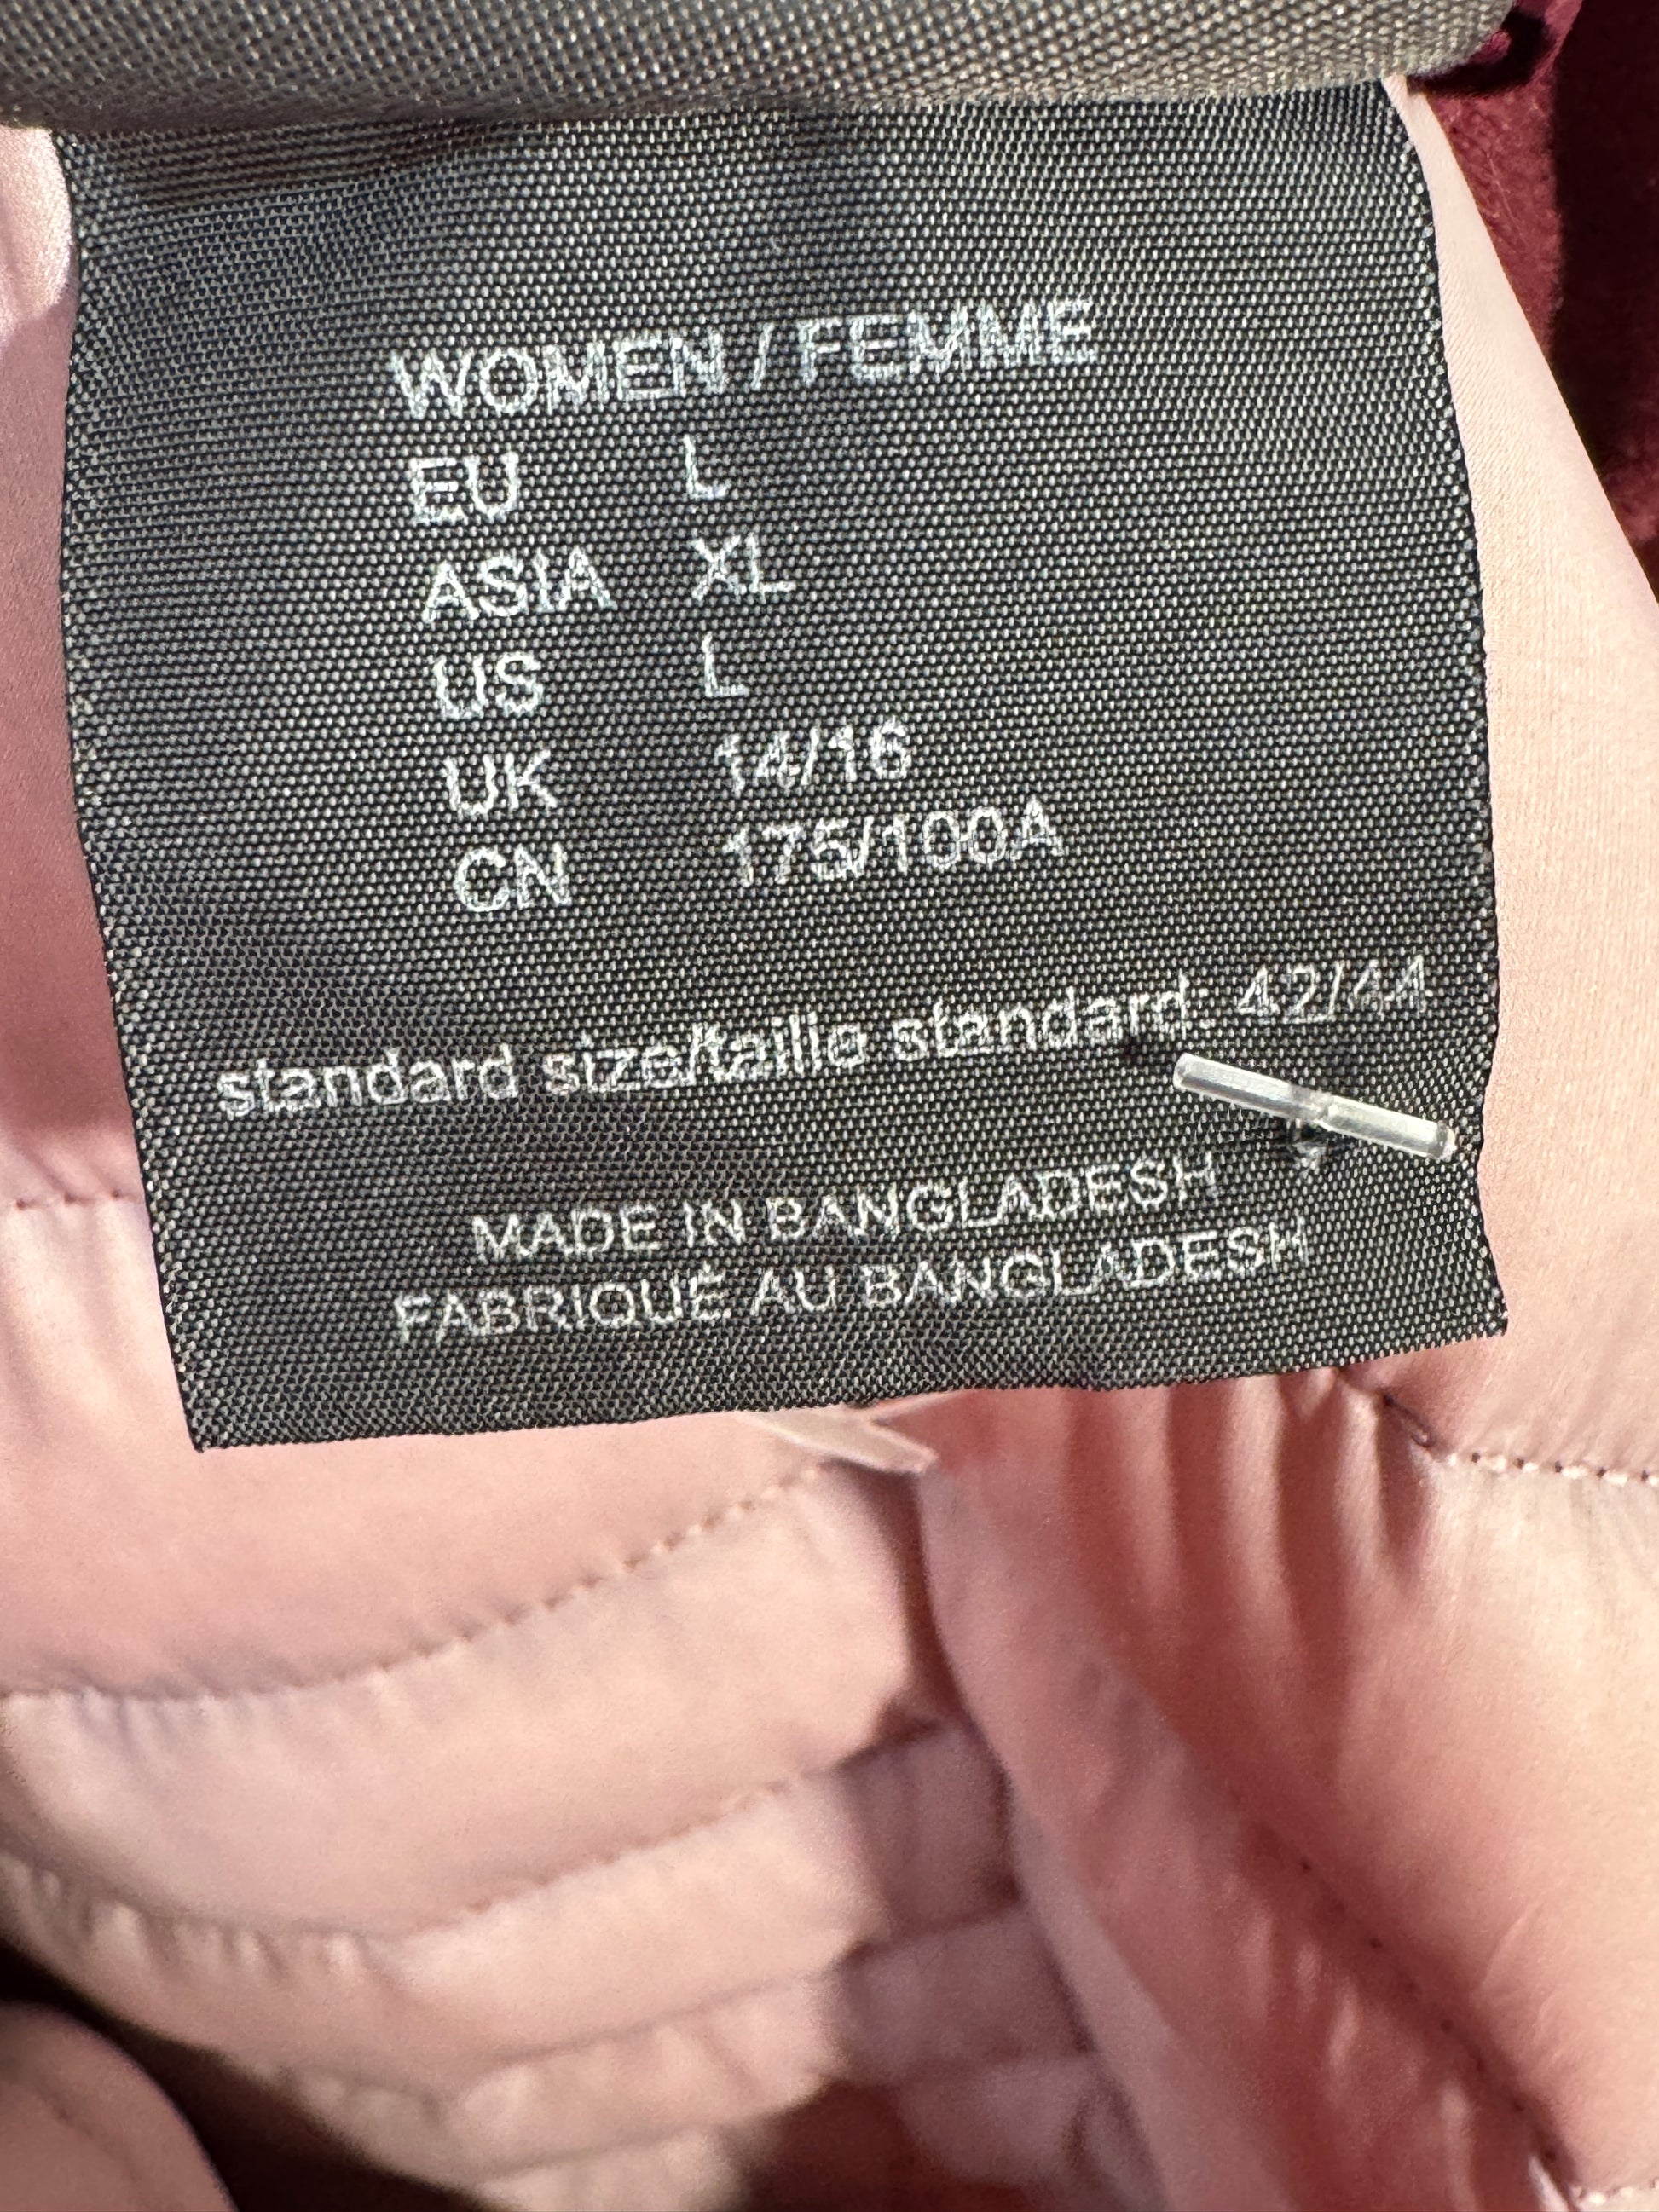 WOMEN / FEMME
EU L
ASIA XL
US L
UK 14/16
CN 175/100A
standard size/taille standard: 42/44
MADE IN BANGLADESH
FABRIQUÉ AU BANGLADESH